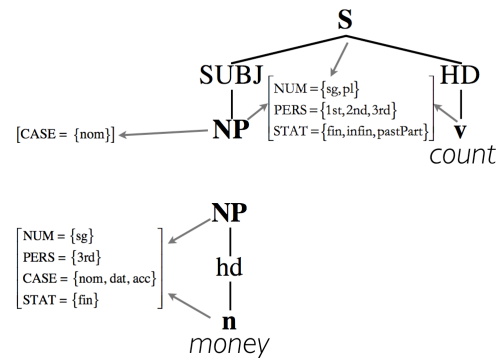 S
SUBJ HD
NUM = {sg, pl}
PERS = {1st, 2nd, 3rd}
STAT = {fin, infin, pastPart}
[CASE = {nom}] NP v
count
NP
NUM = {sg}
PERS = {3rd}
CASE = {nom, dat, acc}
STAT = {fin}
hd
n
money